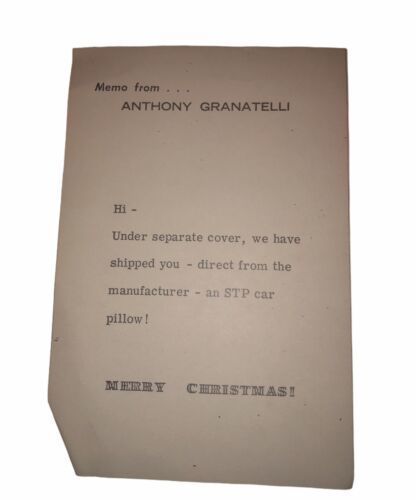 Memo from . . .
ANTHONY GRANATELLI
Hi -
Under separate cover, we have
shipped you - direct from the
manufacturer - an STP car
pillow!
MERRY CHRISTMAS!